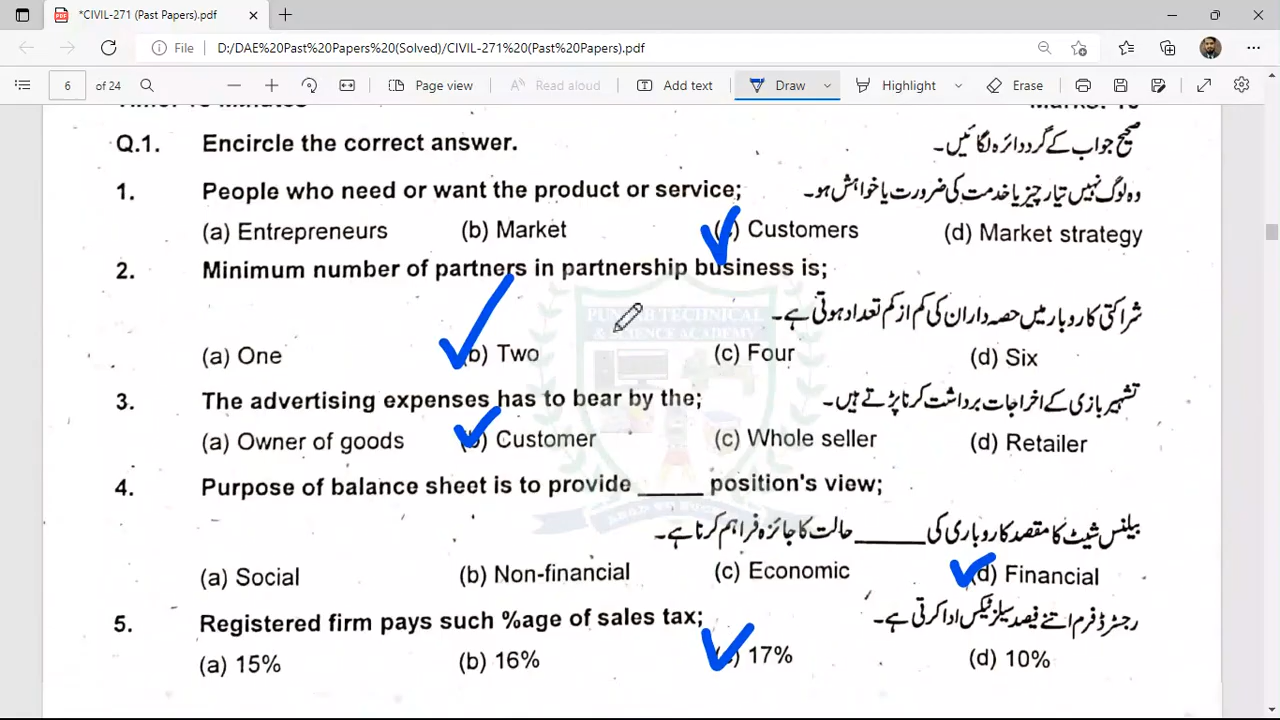 *CIVIL-271 (Past Papers).pdf
File D:/DAE%20Past%20Papers%20(Solved)/CIVIL-271%20(Past%20Papers).pdf
6 of 24 Page view Read aloud Add text Draw Highlight Erase
Q.1. Encircle the correct answer. صحیح جواب کے گرد دائرہ لگائیں۔
1. People who need or want the product or service; وہ لوگ جنہیں تیار چیز یا خدمت کی ضرورت یا خواہش ہو۔
(a) Entrepreneurs (b) Market (c) Customers (d) Market strategy
2. Minimum number of partners in partnership business is;
شراکتی کاروبار میں حصہ داران کی کم از کم تعداد ہوتی ہے۔
PUNJAB TECHNICAL
& SCIENCE ACADEMY
(a) One (b) Two (c) Four (d) Six
3. The advertising expenses has to bear by the; تشہیر بازی کے اخراجات برداشت کرنا پڑتے ہیں۔
(a) Owner of goods (b) Customer (c) Whole seller (d) Retailer
4. Purpose of balance sheet is to provide _____ position's view;
بیلنس شیٹ کا مقصد کاروباری کی _____ حالت کا جائزہ فراہم کرنا ہے۔
(a) Social (b) Non-financial (c) Economic (d) Financial
5. Registered firm pays such %age of sales tax; رجسٹرڈ فرم اتنے فیصد سیلز ٹیکس ادا کرتی ہے۔
(a) 15% (b) 16% (c) 17% (d) 10%